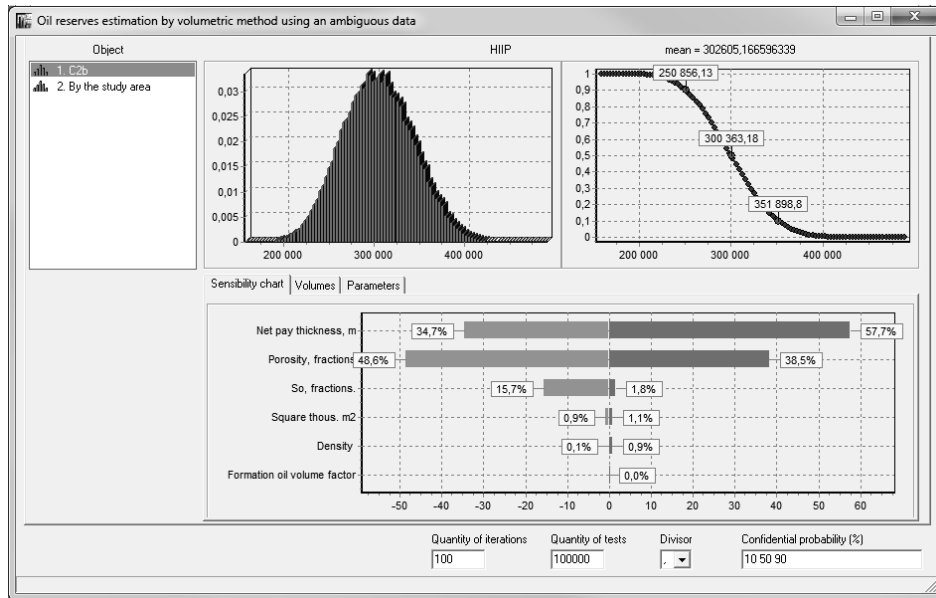 Oil reserves estimation by volumetric method using an ambiguous data
Object
1. C2b
2. By the study area
HIIP
mean = 302605,166596339
0,03
0,025
0,02
0,015
0,01
0,005
0
200 000 300 000 400 000
1
0,9
0,8
0,7
0,6
0,5
0,4
0,3
0,2
0,1
0
250 856,13
300 363,18
351 898,8
200 000 300 000 400 000
Sensibility chart Volumes Parameters
Net pay thickness, m 34,7% 57,7%
Porosity, fractions 48,6% 38,5%
So, fractions. 15,7% 1,8%
Square thous. m2 0,9% 1,1%
Density 0,1% 0,9%
Formation oil volume factor 0,0%
-50 -40 -30 -20 -10 0 10 20 30 40 50 60
Quantity of iterations Quantity of tests Divisor Confidential probability (%)
100 100000 , 10 50 90